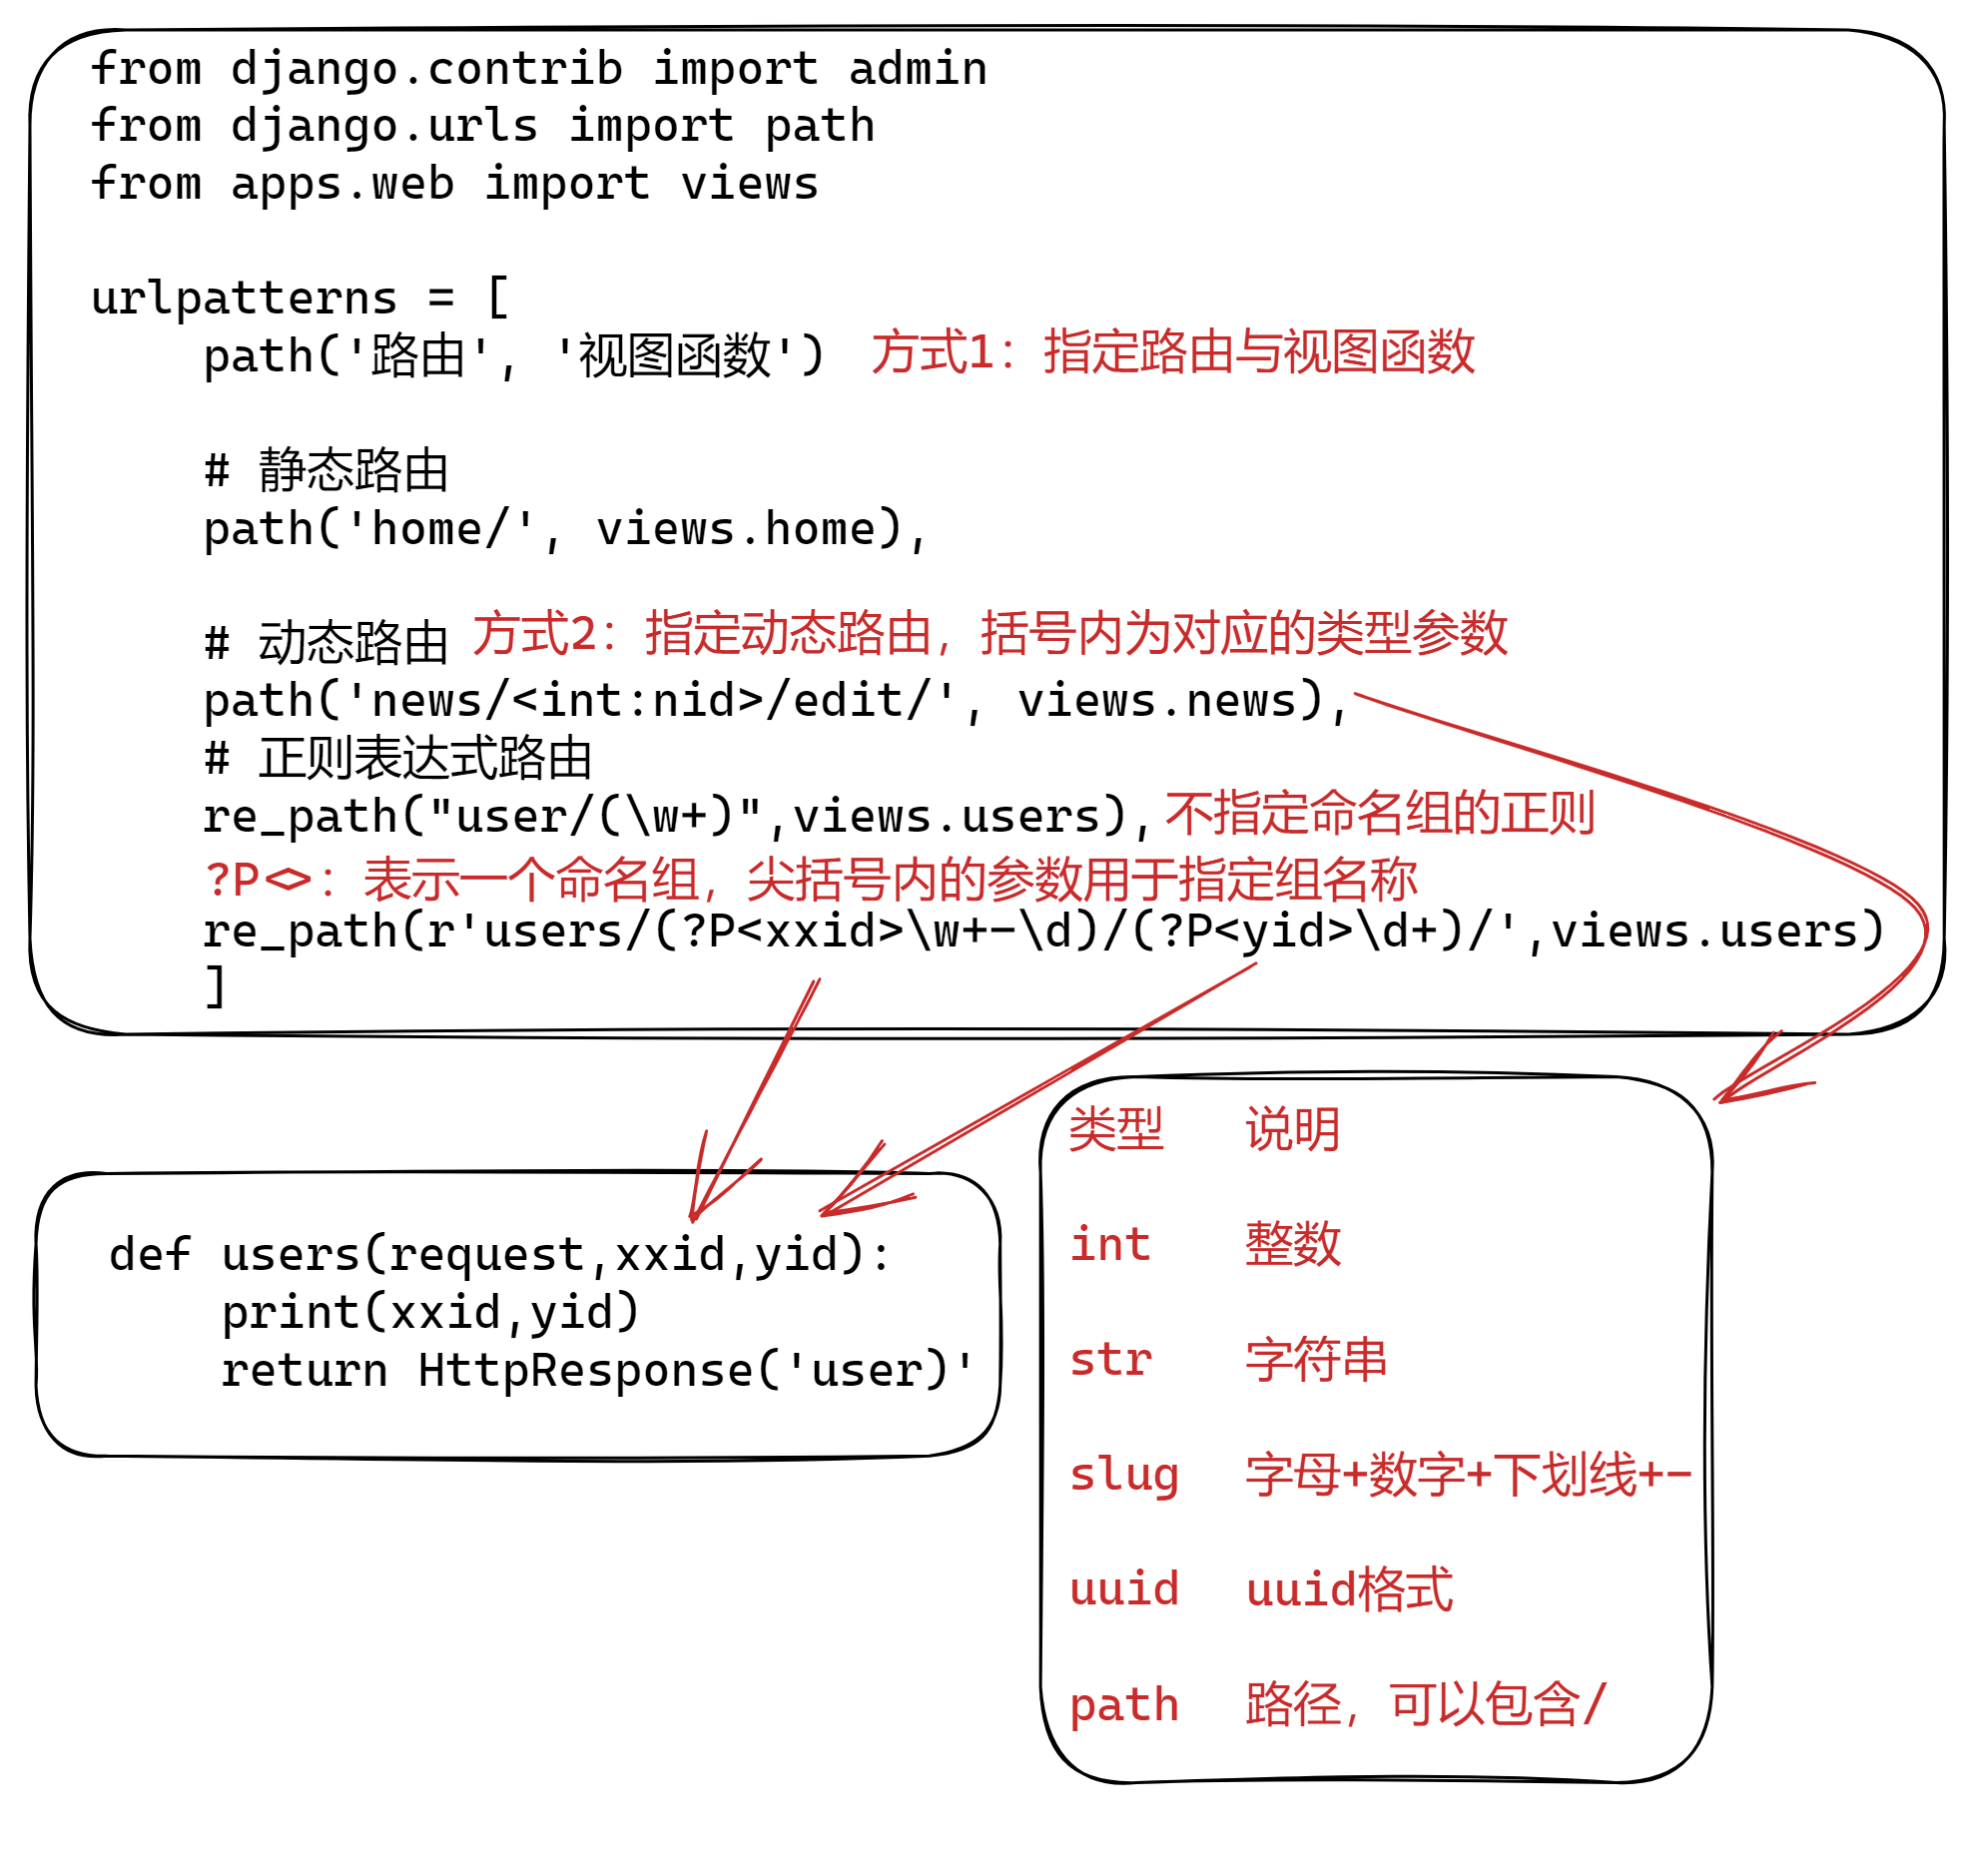 from django.contrib import admin
from django.urls import path
from apps.web import views
urlpatterns = [
path('路由', '视图函数') 方式1：指定路由与视图函数
# 静态路由
path('home/', views.home),
# 动态路由 方式2：指定动态路由，括号内为对应的类型参数
path('news/<int:nid>/edit/', views.news),
# 正则表达式路由
re_path("user/(\w+)",views.users), 不指定命名组的正则
?P<>：表示一个命名组，尖括号内的参数用于指定组名称
re_path(r'users/(?P<xxid>\w+-\d)/(?P<yid>\d+)/',views.users)
]
def users(request,xxid,yid):
print(xxid,yid)
return HttpResponse('user)'
类型 说明
int 整数
str 字符串
slug 字母+数字+下划线+-
uuid uuid格式
path 路径，可以包含/